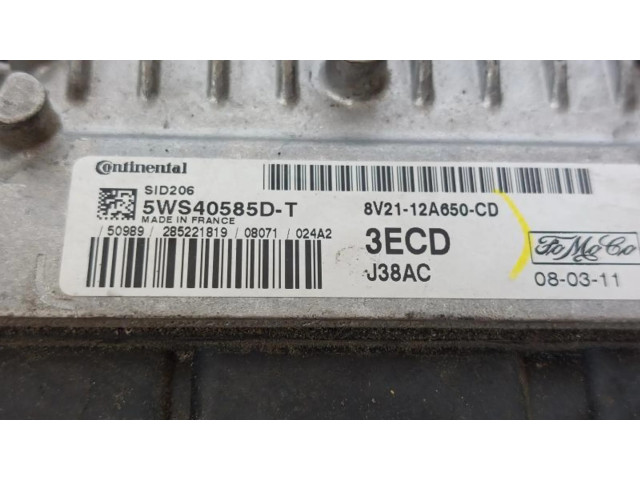 Continental
SID206
5WS40585D-T
MADE IN FRANCE
50989 / 285221819 / 08071 / 024A2
8V21-12A650-CD
3ECD
J38AC
FoMoCo
08-03-11